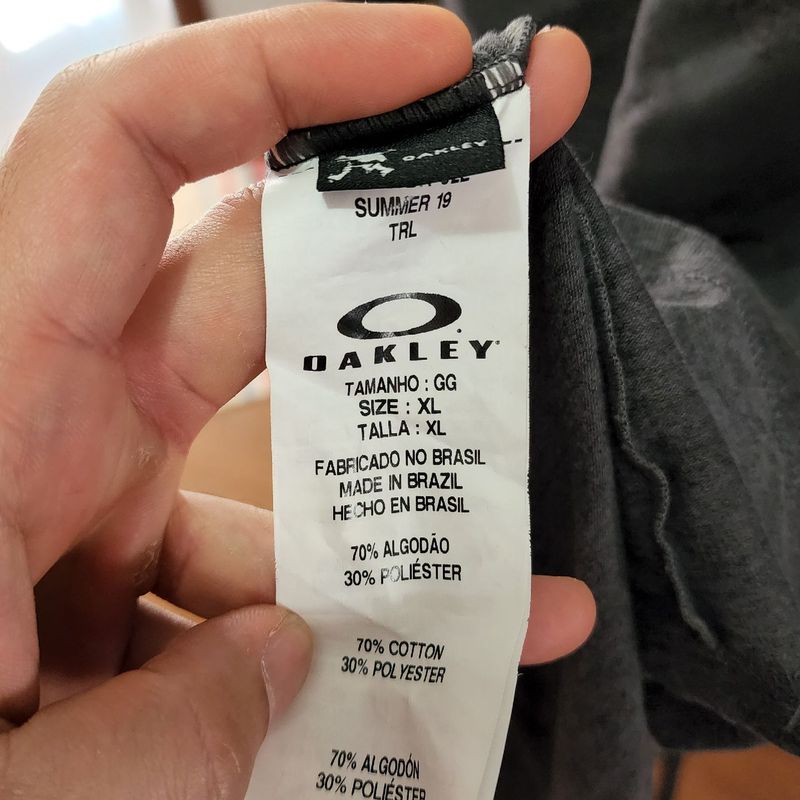 OAKLEY
SUMMER 19
TRL
OAKLEY
TAMANHO : GG
SIZE : XL
TALLA : XL
FABRICADO NO BRASIL
MADE IN BRAZIL
HECHO EN BRASIL
70% ALGODÃO
30% POLIÉSTER
70% COTTON
30% POLYESTER
70% ALGODÓN
30% POLIÉSTER